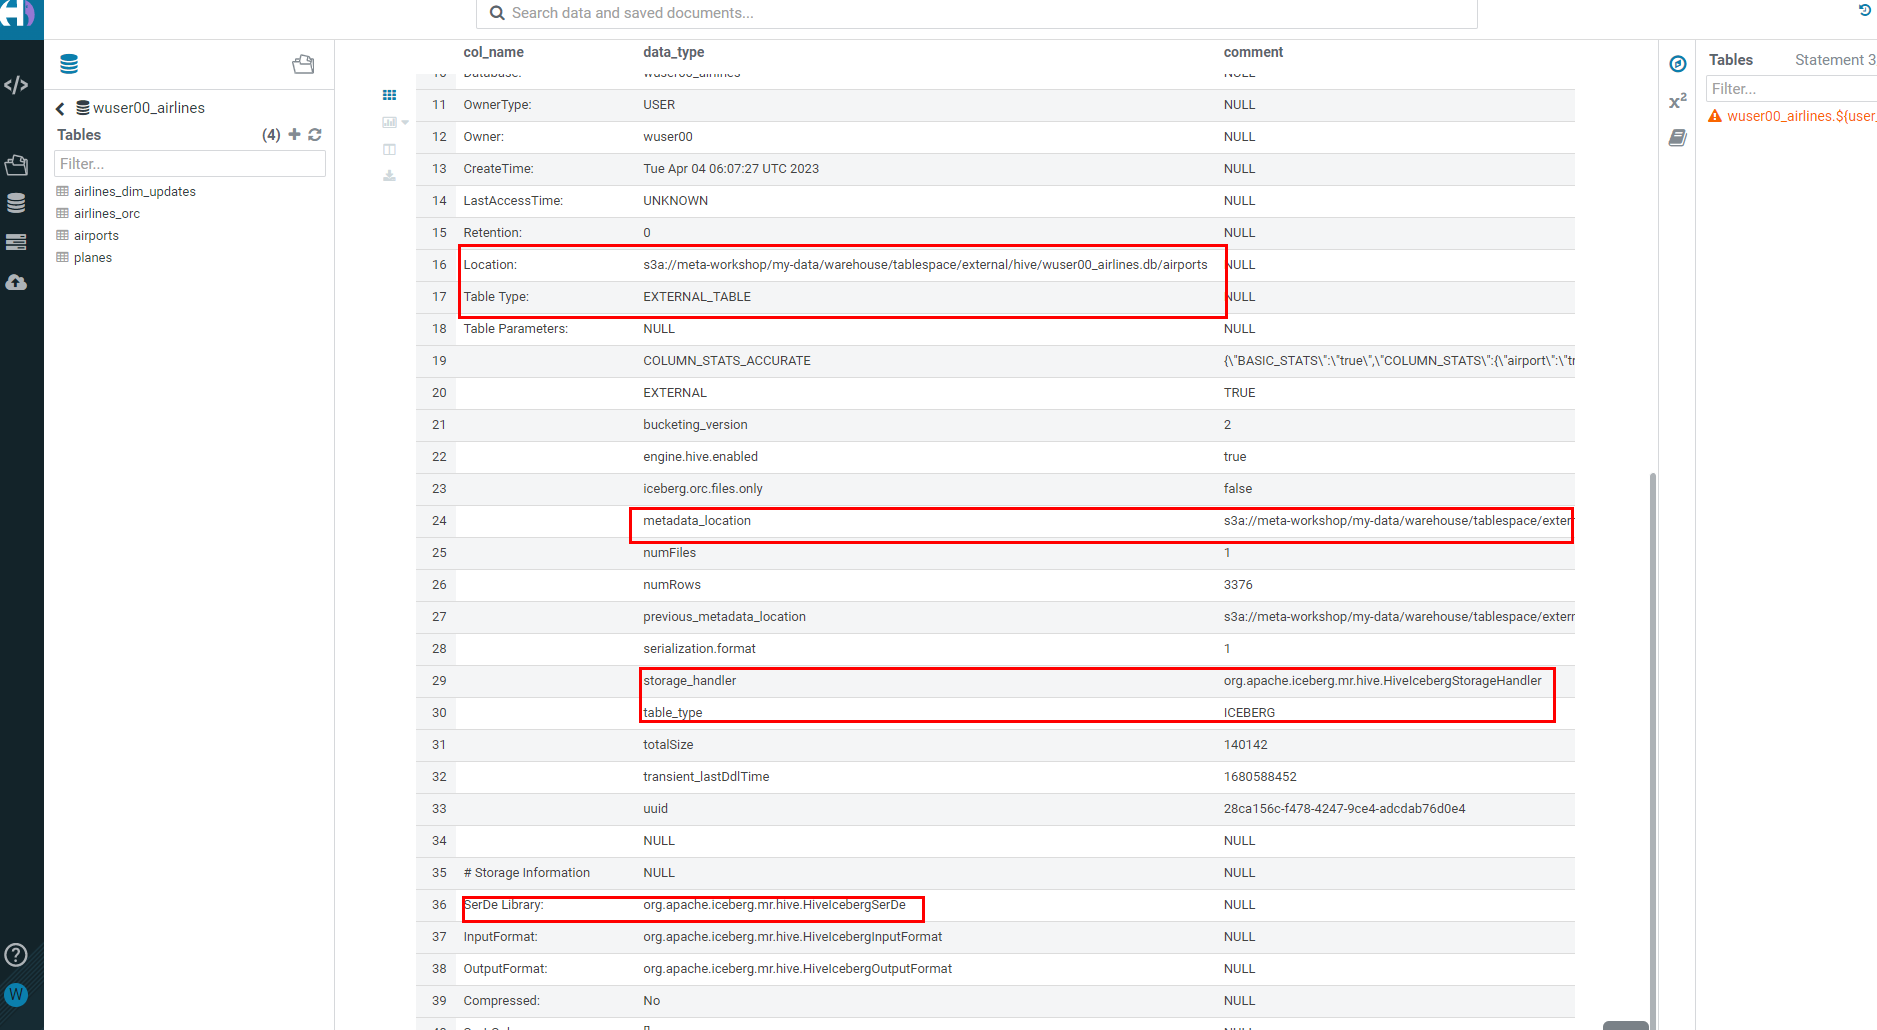 Search data and saved documents...
wuser00_airlines
Tables (4)
Filter...
airlines_dim_updates
airlines_orc
airports
planes
col_name data_type comment
10 Database: wuser00_airlines NULL
11 OwnerType: USER NULL
12 Owner: wuser00 NULL
13 CreateTime: Tue Apr 04 06:07:27 UTC 2023 NULL
14 LastAccessTime: UNKNOWN NULL
15 Retention: 0 NULL
16 Location: s3a://meta-workshop/my-data/warehouse/tablespace/external/hive/wuser00_airlines.db/airports NULL
17 Table Type: EXTERNAL_TABLE NULL
18 Table Parameters: NULL NULL
19 COLUMN_STATS_ACCURATE {\"BASIC_STATS\":\"true\",\"COLUMN_STATS\":{\"airport\":\"tr
20 EXTERNAL TRUE
21 bucketing_version 2
22 engine.hive.enabled true
23 iceberg.orc.files.only false
24 metadata_location s3a://meta-workshop/my-data/warehouse/tablespace/exter
25 numFiles 1
26 numRows 3376
27 previous_metadata_location s3a://meta-workshop/my-data/warehouse/tablespace/extern
28 serialization.format 1
29 storage_handler org.apache.iceberg.mr.hive.HiveIcebergStorageHandler
30 table_type ICEBERG
31 totalSize 140142
32 transient_lastDdlTime 1680588452
33 uuid 28ca156c-f478-4247-9ce4-adcdab76d0e4
34 NULL NULL
35 # Storage Information NULL NULL
36 SerDe Library: org.apache.iceberg.mr.hive.HiveIcebergSerDe NULL
37 InputFormat: org.apache.iceberg.mr.hive.HiveIcebergInputFormat NULL
38 OutputFormat: org.apache.iceberg.mr.hive.HiveIcebergOutputFormat NULL
39 Compressed: No NULL
Tables Statement 3
Filter...
wuser00_airlines.${user_
x²
W